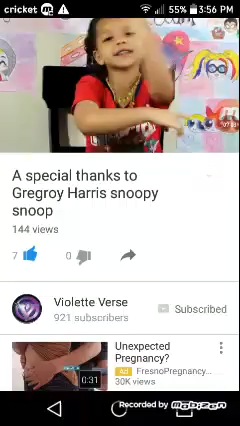 cricket 55% 3:56 PM
A special thanks to
Gregroy Harris snoopy
snoop
144 views
7 0
Violette Verse
921 subscribers
Subscribed
Unexpected
Pregnancy?
Ad FresnoPregnancy...
30K views
0:31
Recorded by Mobizen